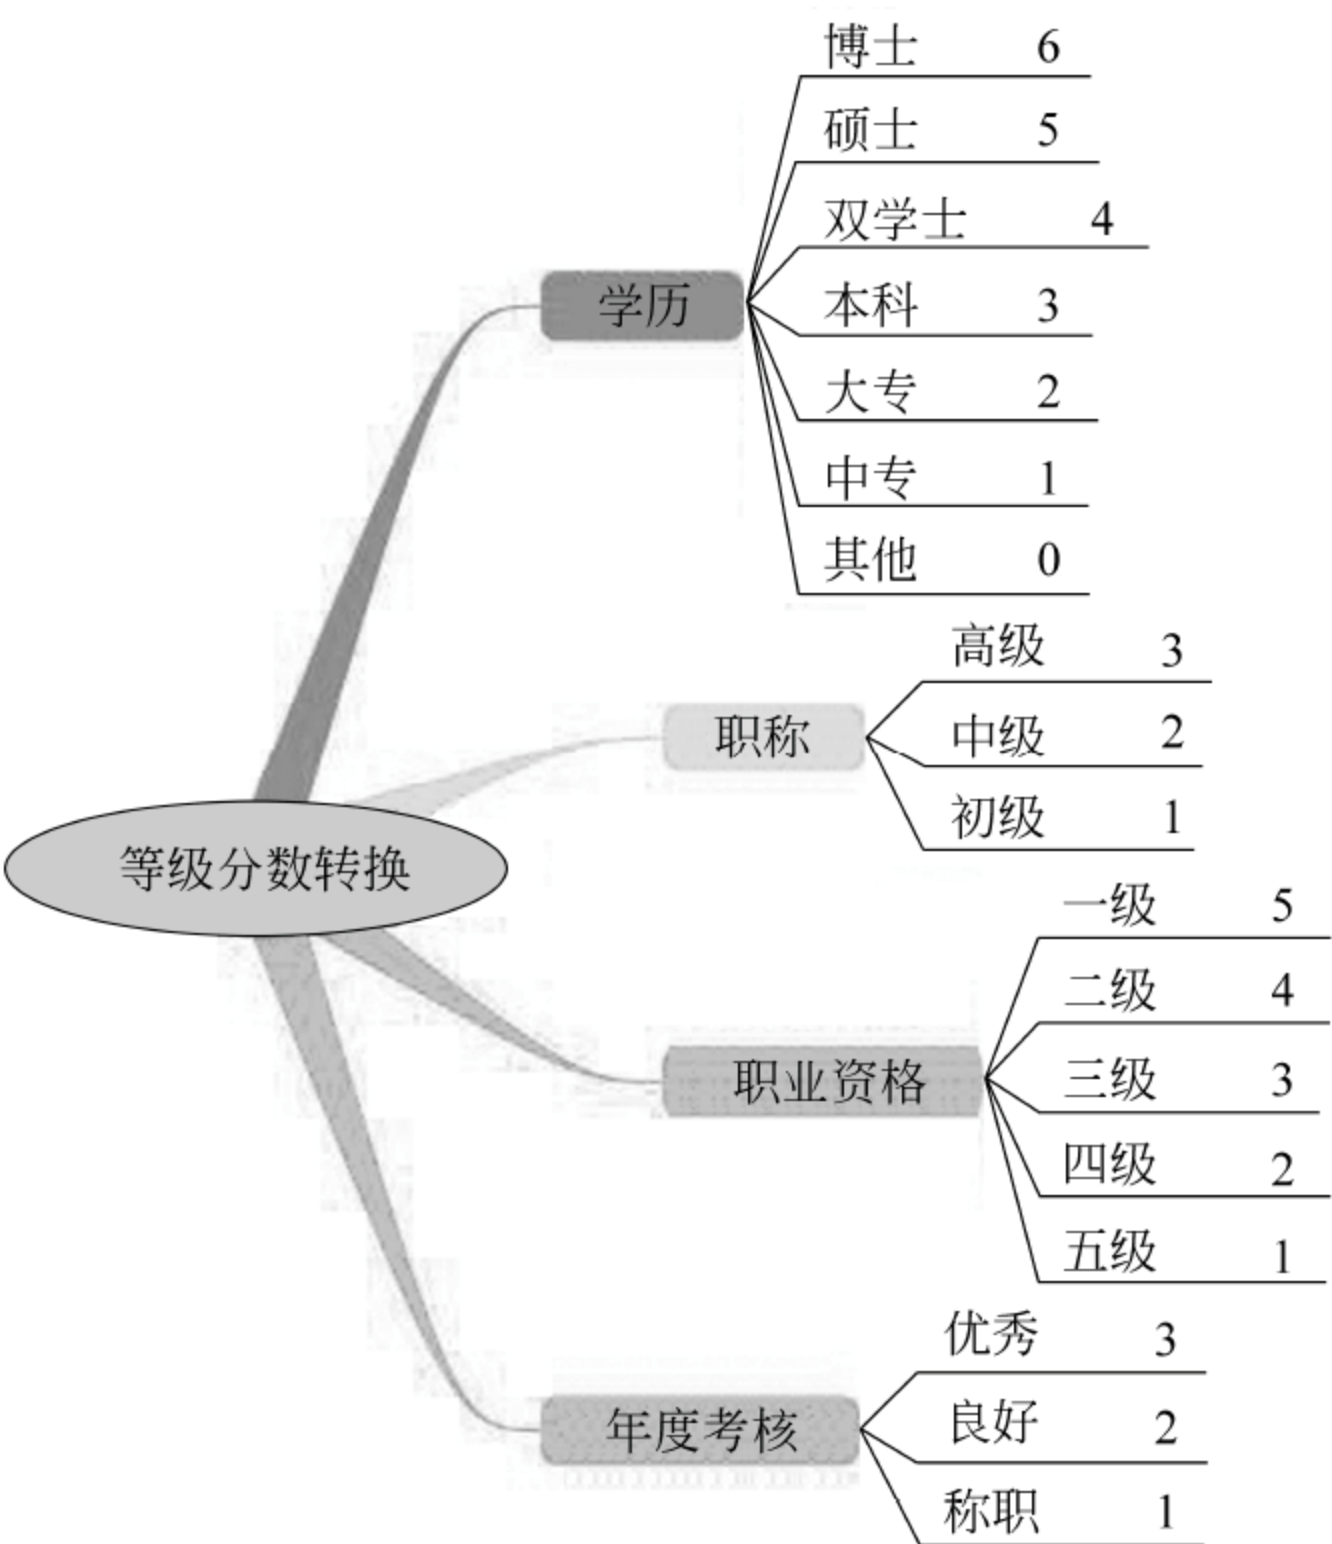 博士 6
硕士 5
双学士 4
学历
本科 3
大专 2
中专 1
其他 0
高级 3
职称
中级 2
初级 1
等级分数转换
一级 5
二级 4
职业资格
三级 3
四级 2
五级 1
优秀 3
年度考核
良好 2
称职 1